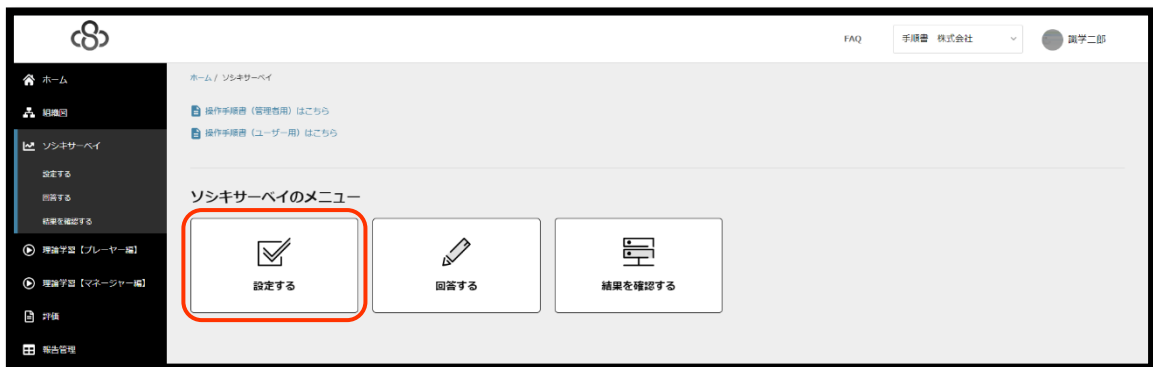 FAQ
手順書 株式会社
識学二郎
ホーム
組織図
ソシキサーベイ
設定する
回答する
結果を確認する
理論学習【プレーヤー編】
理論学習【マネージャー編】
評価
報告管理
ホーム / ソシキサーベイ
操作手順書（管理者用）はこちら
操作手順書（ユーザー用）はこちら
ソシキサーベイのメニュー
設定する
回答する
結果を確認する